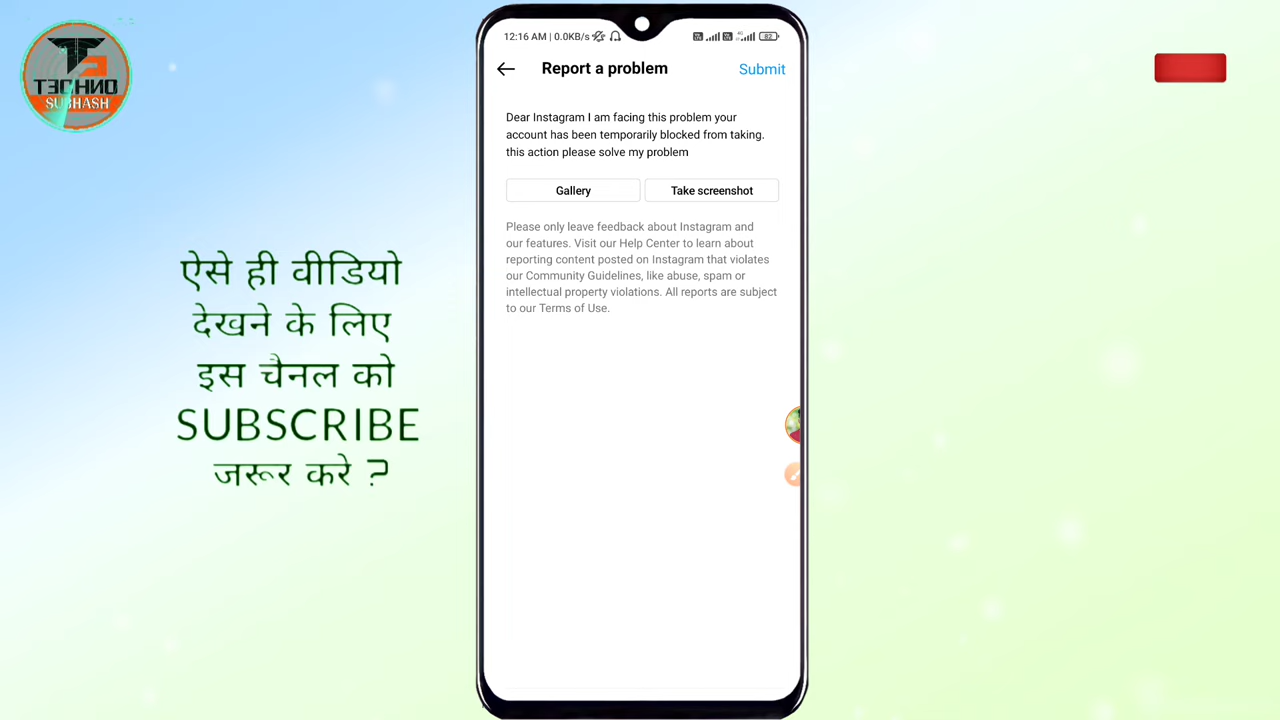 T3CHNO
SUBHASH
ऐसे ही वीडियो
देखने के लिए
इस चैनल को
SUBSCRIBE
जरूर करे ?
12:16 AM | 0.0KB/s
82
Report a problem
Submit
Dear Instagram I am facing this problem your
account has been temporarily blocked from taking.
this action please solve my problem
Gallery
Take screenshot
Please only leave feedback about Instagram and
our features. Visit our Help Center to learn about
reporting content posted on Instagram that violates
our Community Guidelines, like abuse, spam or
intellectual property violations. All reports are subject
to our Terms of Use.